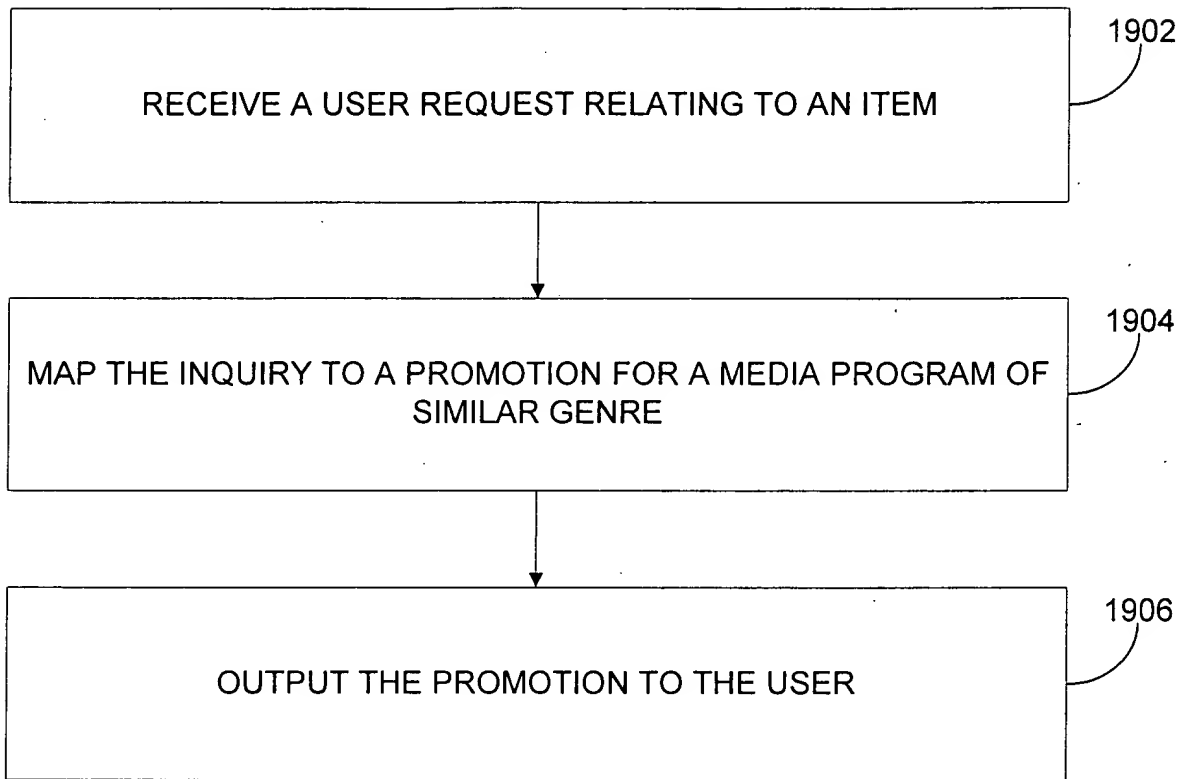 1902
RECEIVE A USER REQUEST RELATING TO AN ITEM
1904
MAP THE INQUIRY TO A PROMOTION FOR A MEDIA PROGRAM OF
SIMILAR GENRE
1906
OUTPUT THE PROMOTION TO THE USER